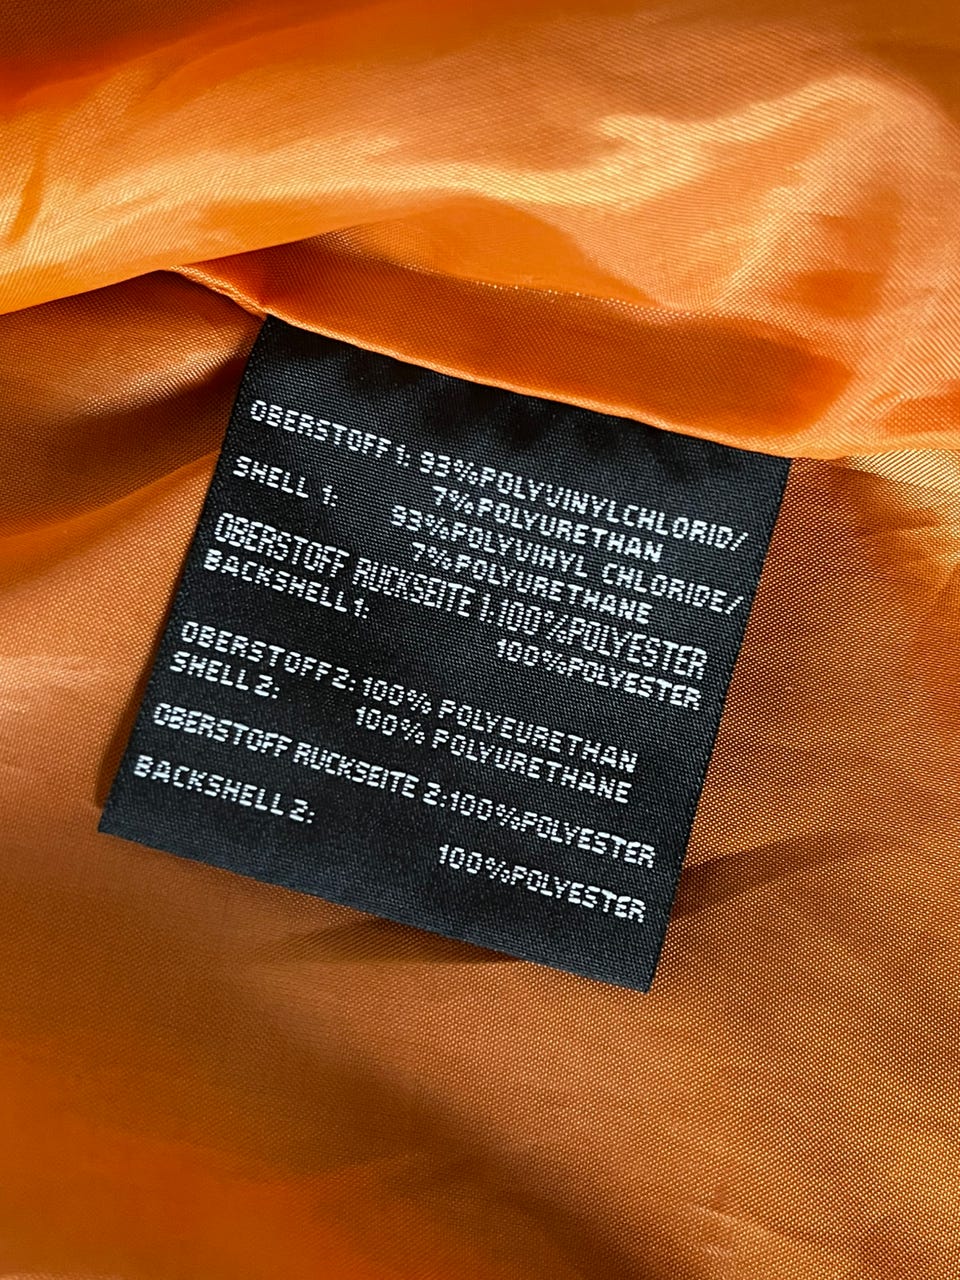 OBERSTOFF 1: 93%POLYVINYLCHLORID/
7%POLYURETHAN
SHELL 1: 93%POLYVIHYL CHLORIDE/
7%POLYURETHANE
OBERSTOFF RUCKSEITE 1:100%POLYESTER
BACKSHELL 1: 100%POLYESTER
OBERSTOFF 2: 100% POLYEURETHAN
SHELL 2: 100% POLYURETHANE
OBERSTOFF RUCKSEITE 2:100%POLYESTER
BACKSHELL 2: 100%POLYESTER